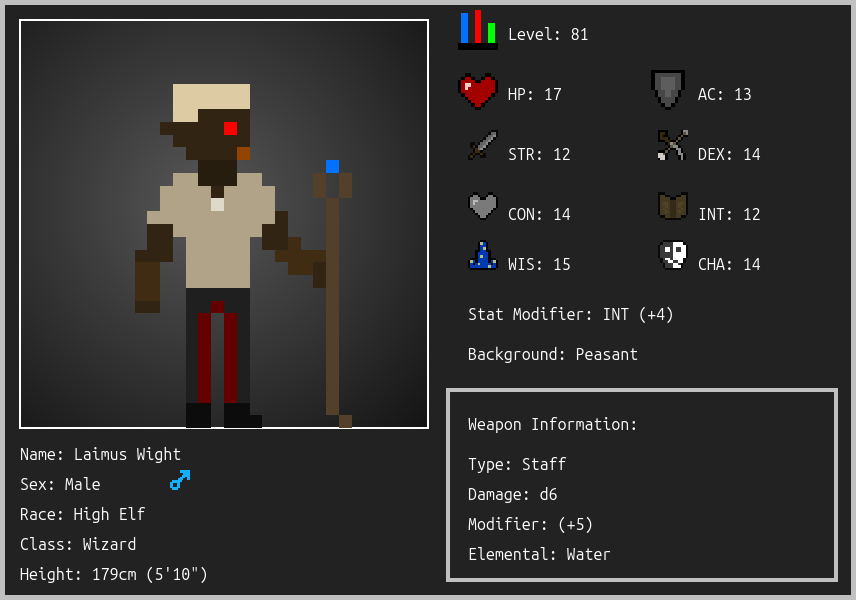 Level: 81
HP: 17
AC: 13
STR: 12
DEX: 14
CON: 14
INT: 12
WIS: 15
CHA: 14
Stat Modifier: INT (+4)
Background: Peasant
Name: Laimus Wight
Sex: Male
Race: High Elf
Class: Wizard
Height: 179cm (5'10")
Weapon Information:
Type: Staff
Damage: d6
Modifier: (+5)
Elemental: Water